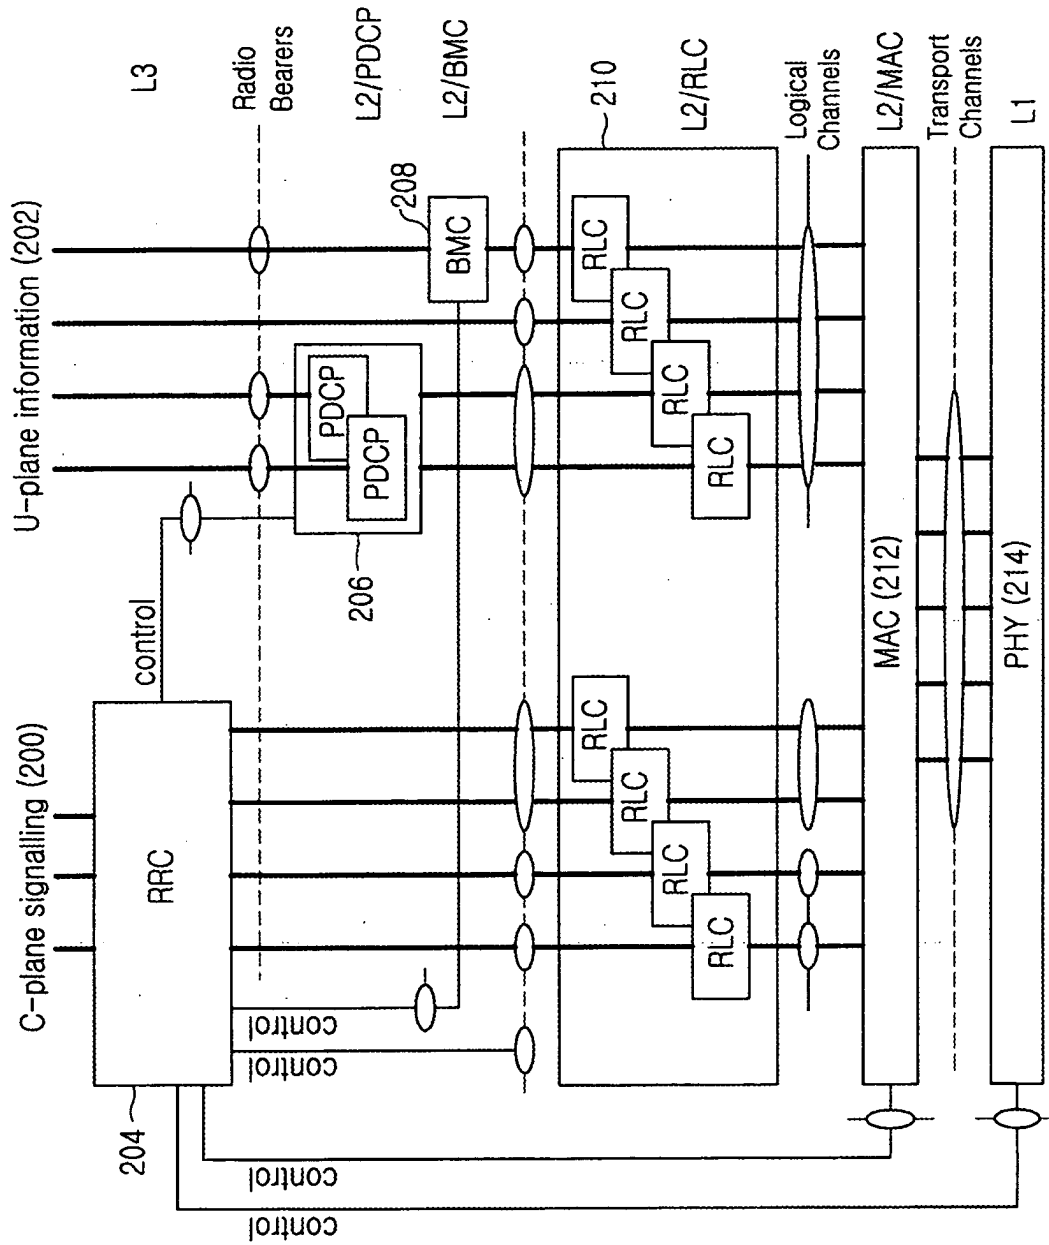 C-plane signalling (200)
U-plane information (202)
L3
204
RRC
control
Radio
Bearers
control
control
control
control
206
PDCP
PDCP
L2/PDCP
208
BMC
L2/BMC
210
RLC
RLC
RLC
RLC
RLC
RLC
RLC
RLC
L2/RLC
Logical
Channels
MAC (212)
L2/MAC
Transport
Channels
PHY (214)
L1